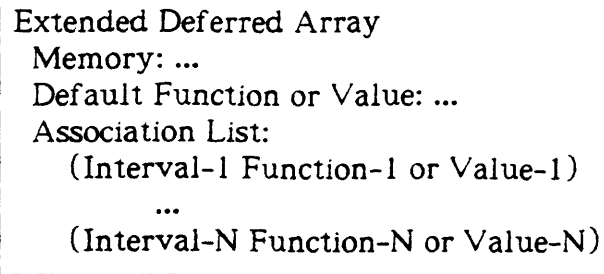 Extended Deferred Array
Memory: ...
Default Function or Value: ...
Association List:
(Interval-1 Function-1 or Value-1)
...
(Interval-N Function-N or Value-N)